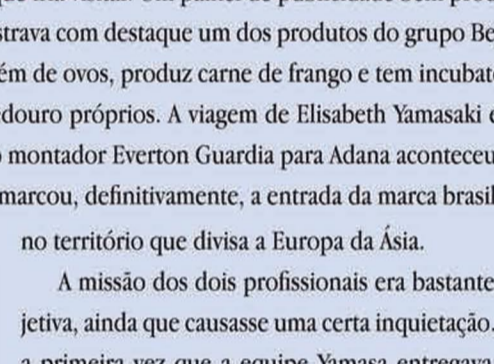 strava com destaque um dos produtos do grupo Be
ém de ovos, produz carne de frango e tem incubat
douro próprios. A viagem de Elisabeth Yamasaki e
montador Everton Guardia para Adana aconteceu
marcou, definitivamente, a entrada da marca brasil
no território que divisa a Europa da Ásia.
A missão dos dois profissionais era bastante
jetiva, ainda que causasse uma certa inquietação.
a primeira vez que a equipe Yamasa entregava